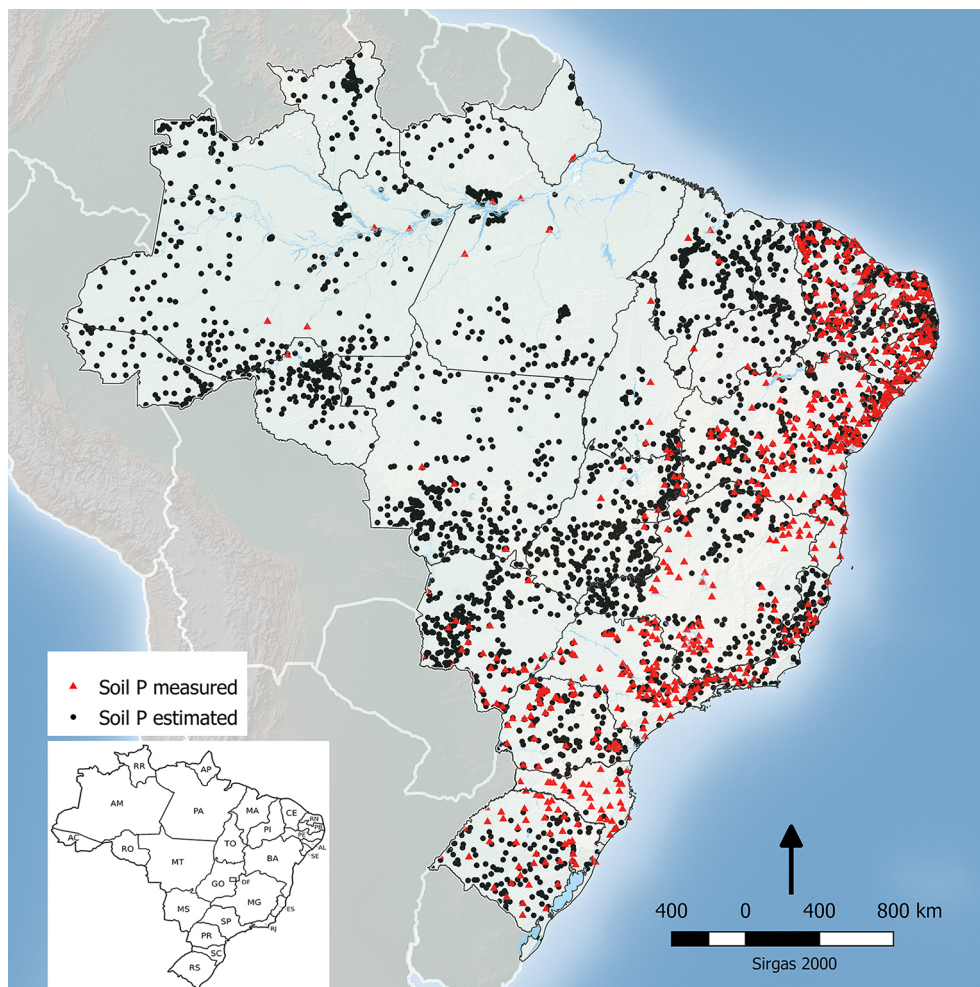 Soil P measured
Soil P estimated
RR
AP
AM
PA
MA
CE
RN
PB
PI
PE
AC
AL
TO
SE
RO
BA
MT
GO
DF
MG
MS
ES
SP
RJ
PR
SC
RS
400 0 400 800 km
Sirgas 2000